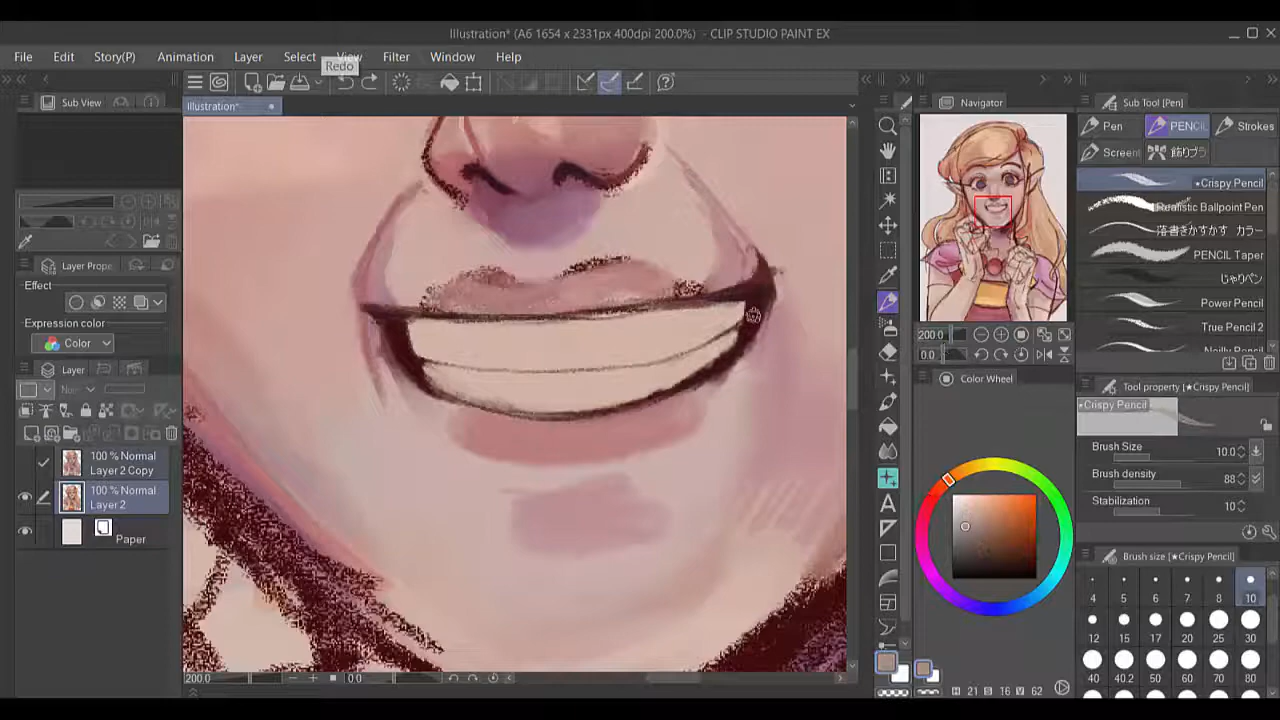 Illustration* (A6 1654 x 2331px 400dpi 200.0%) - CLIP STUDIO PAINT EX
File Edit Story(P) Animation Layer Select View Filter Window Help
Redo
Sub View
Illustration*
Navigator
Sub Tool [Pen]
Pen PENCIL Strokes
Screent 飾りブラ
★Crispy Pencil
Realistic Ballpoint Pen
落書きかすかす カラー
PENCIL Taper
じゃりペン
Power Pencil
True Pencil 2
Layer Prope
Effect
Expression color
Color
Layer
100 % Normal
Layer 2 Copy
100 % Normal
Layer 2
Paper
200.0
0.0
Color Wheel
Tool property [★Crispy Pencil]
★Crispy Pencil
Brush Size 10.0
Brush density 88
Stabilization 10
Brush size [★Crispy Pencil]
4 5 6 7 8 10
12 15 17 20 25 30
40 40.2 50 60 70 80
200.0 0.0
H 21 S 16 V 62